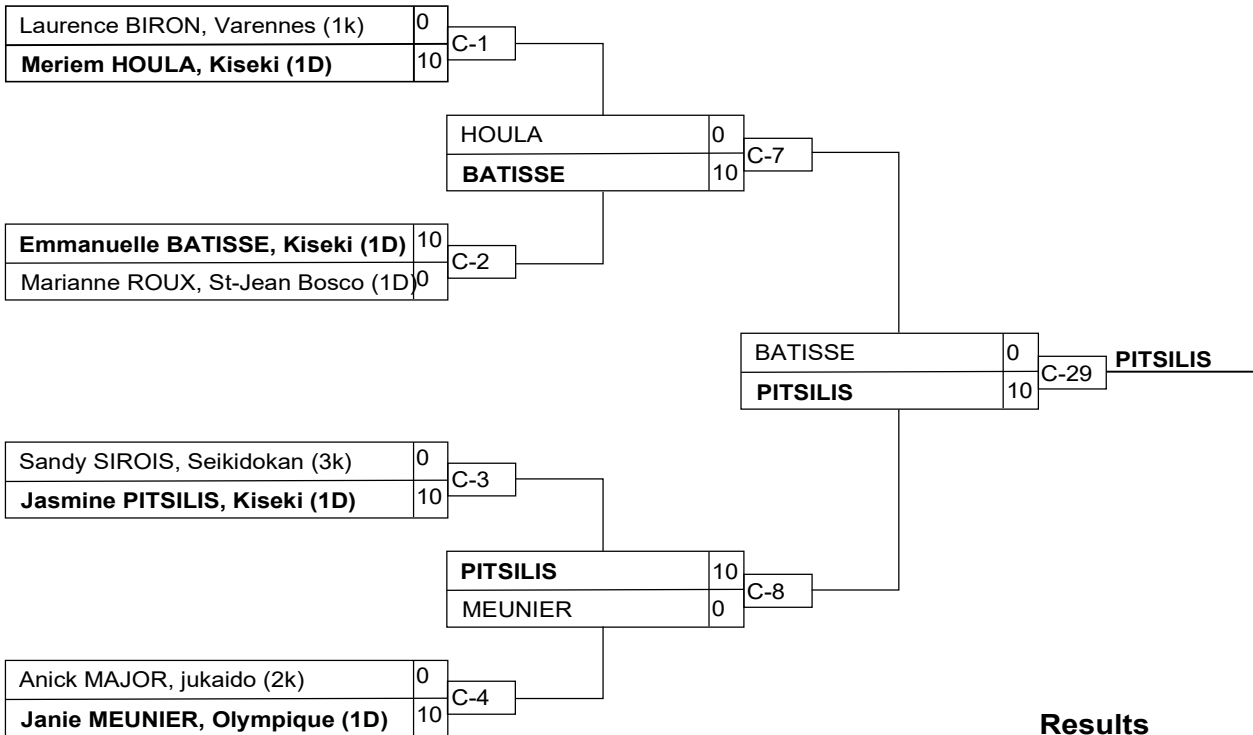 Laurence BIRON, Varennes (1k) 0
C-1
Meriem HOULA, Kiseki (1D) 10
HOULA 0
C-7
BATISSE 10
Emmanuelle BATISSE, Kiseki (1D) 10
C-2
Marianne ROUX, St-Jean Bosco (1D) 0
BATISSE 0
C-29 PITSILIS
PITSILIS 10
Sandy SIROIS, Seikidokan (3k) 0
C-3
Jasmine PITSILIS, Kiseki (1D) 10
PITSILIS 10
C-8
MEUNIER 0
Anick MAJOR, jukaido (2k) 0
C-4
Janie MEUNIER, Olympique (1D) 10
Results